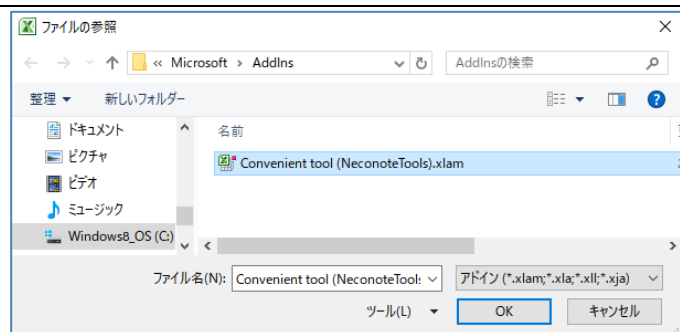 ファイルの参照
« Microsoft › AddIns
AddInsの検索
整理 新しいフォルダー
ドキュメント
ピクチャ
ビデオ
ミュージック
Windows8_OS (C:)
名前
Convenient tool (NeconoteTools).xlam
ファイル名(N): Convenient tool (NeconoteTool:
アドイン (*.xlam;*.xla;*.xll;*.xja)
ツール(L) OK キャンセル